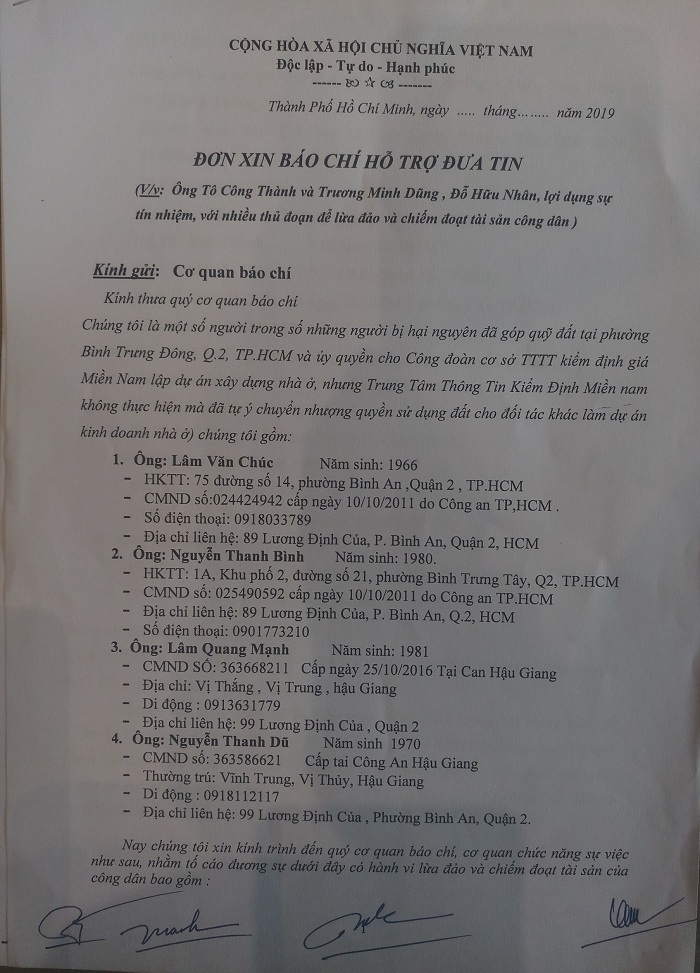 CỘNG HÒA XÃ HỘI CHỦ NGHĨA VIỆT NAM
Độc lập - Tự do - Hạnh phúc
Thành Phố Hồ Chí Minh, ngày ..... tháng........ năm 2019
ĐƠN XIN BÁO CHÍ HỖ TRỢ ĐƯA TIN
(V/v: Ông Tô Công Thành và Trương Minh Dũng , Đỗ Hữu Nhân, lợi dụng sự
tín nhiệm, với nhiều thủ đoạn để lừa đảo và chiếm đoạt tài sản công dân )
Kính gửi: Cơ quan báo chí
Kính thưa quý cơ quan báo chí
Chúng tôi là một số người trong số những người bị hại nguyên đã góp quỹ đất tại phường
Bình Trưng Đông, Q.2, TP.HCM và ủy quyền cho Công đoàn cơ sở TTTT kiểm định giá
Miền Nam lập dự án xây dựng nhà ở, nhưng Trung Tâm Thông Tin Kiểm Định Miền nam
không thực hiện mà đã tự ý chuyển nhượng quyền sử dụng đất cho đối tác khác làm dự án
kinh doanh nhà ở) chúng tôi gồm:
1. Ông: Lâm Văn Chúc Năm sinh: 1966
- HKTT: 75 đường số 14, phường Bình An ,Quận 2 , TP.HCM
- CMND số:024424942 cấp ngày 10/10/2011 do Công an TP,HCM .
- Số điện thoại: 0918033789
- Địa chỉ liên hệ: 89 Lương Định Của, P. Bình An, Quận 2, HCM
2. Ông: Nguyễn Thanh Bình Năm sinh: 1980.
- HKTT: 1A, Khu phố 2, đường số 21, phường Bình Trưng Tây, Q2, TP.HCM
- CMND số: 025490592 cấp ngày 10/10/2011 do Công an TP.HCM
- Địa chỉ liên hệ: 89 Lương Định Của, P. Bình An, Q.2, HCM
- Số điện thoại: 0901773210
3. Ông: Lâm Quang Mạnh Năm sinh: 1981
- CMND SỐ: 363668211 Cấp ngày 25/10/2016 Tại Can Hậu Giang
- Địa chỉ: Vị Thắng , Vị Trung , hậu Giang
- Di động : 0913631779
- Địa chỉ liên hệ: 99 Lương Định Của , Quận 2
4. Ông: Nguyễn Thanh Dũ Năm sinh 1970
- CMND số: 363586621 Cấp tai Công An Hậu Giang
- Thường trú: Vĩnh Trung, Vị Thủy, Hậu Giang
- Di động : 0918112117
- Địa chỉ liên hệ: 99 Lương Định Của , Phường Bình An, Quận 2.
Nay chúng tôi xin kính trình đến quý cơ quan báo chí, cơ quan chức năng sự việc
như sau, nhằm tố cáo đương sự dưới đây có hành vi lừa đảo và chiếm đoạt tài sản của
công dân bao gồm :